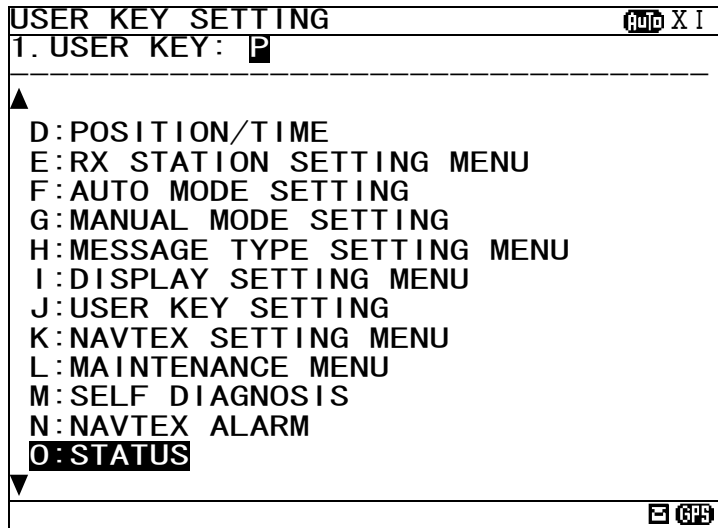 USER KEY SETTING Auto X I
1. USER KEY: P
▲
D:POSITION/TIME
E:RX STATION SETTING MENU
F:AUTO MODE SETTING
G:MANUAL MODE SETTING
H:MESSAGE TYPE SETTING MENU
I:DISPLAY SETTING MENU
J:USER KEY SETTING
K:NAVTEX SETTING MENU
L:MAINTENANCE MENU
M:SELF DIAGNOSIS
N:NAVTEX ALARM
O:STATUS
▼
GPS